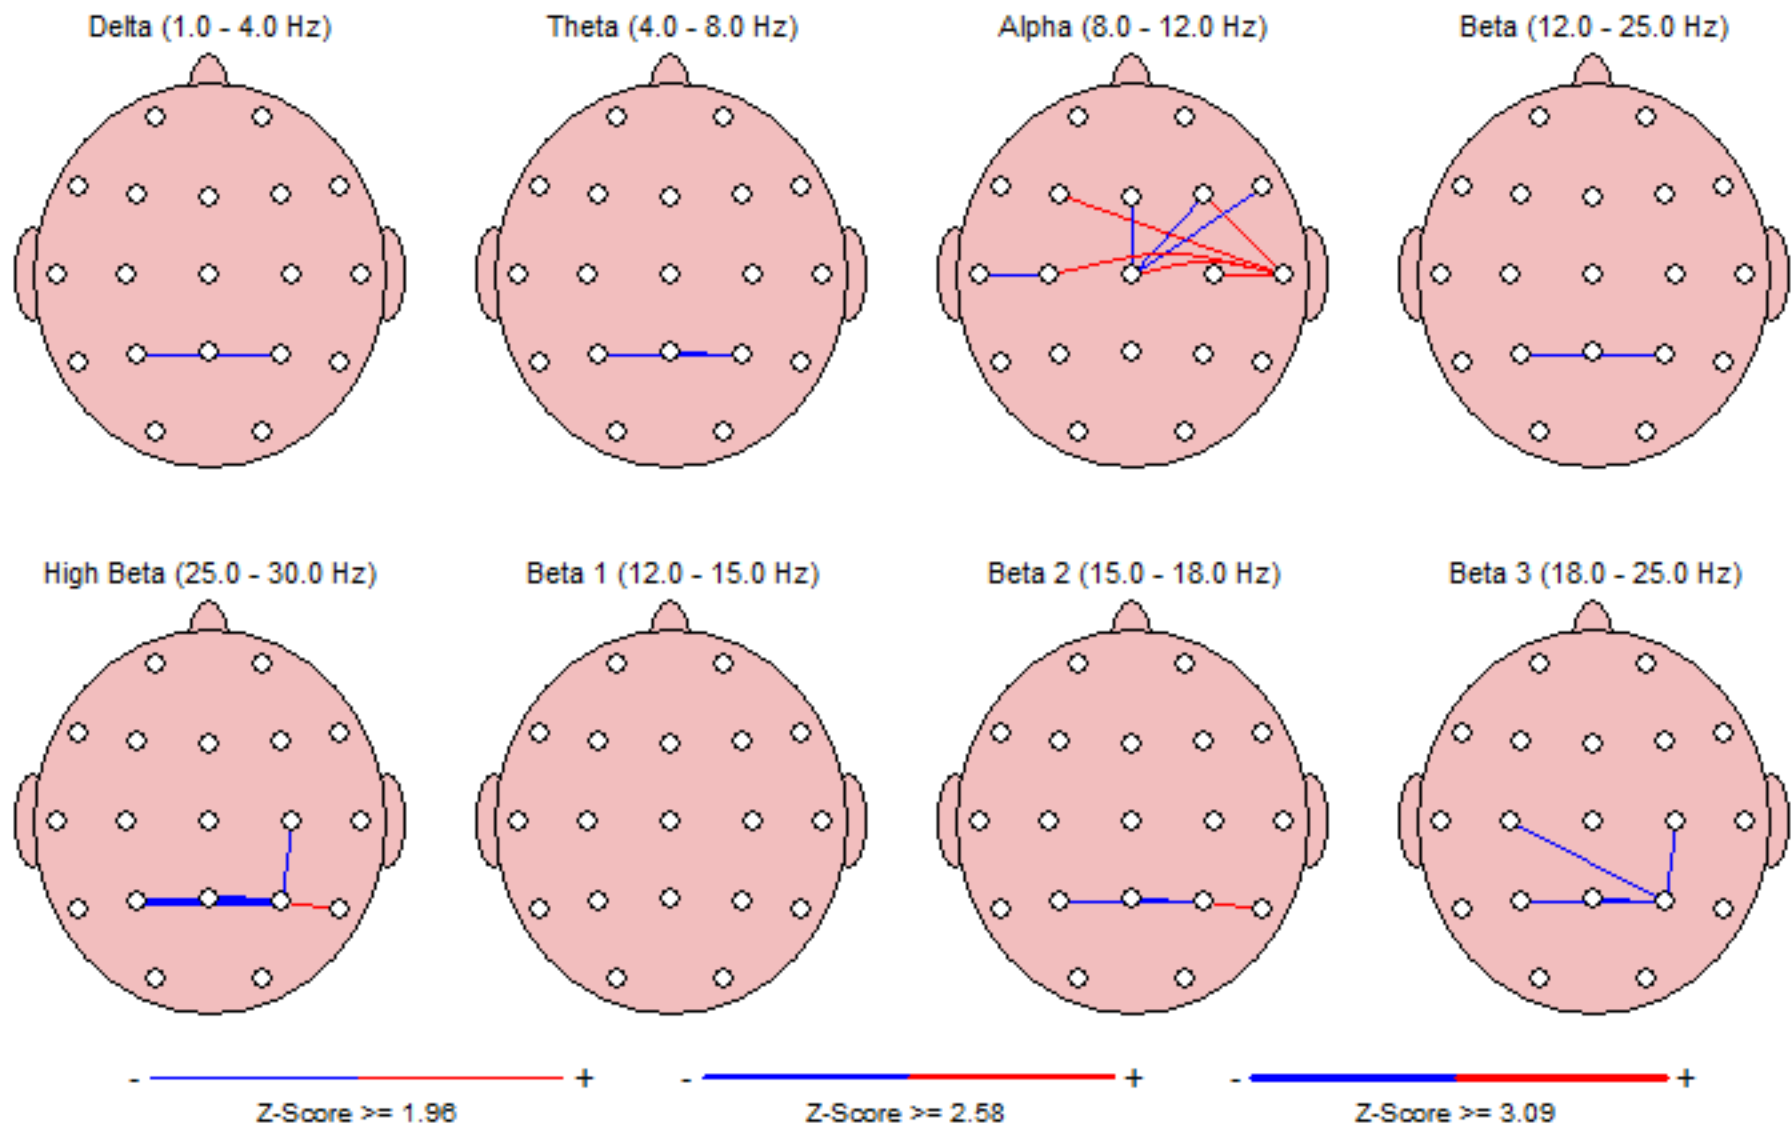 Delta (1.0 - 4.0 Hz)
Theta (4.0 - 8.0 Hz)
Alpha (8.0 - 12.0 Hz)
Beta (12.0 - 25.0 Hz)
High Beta (25.0 - 30.0 Hz)
Beta 1 (12.0 - 15.0 Hz)
Beta 2 (15.0 - 18.0 Hz)
Beta 3 (18.0 - 25.0 Hz)
- +
- +
- +
Z-Score >= 1.96
Z-Score >= 2.58
Z-Score >= 3.09